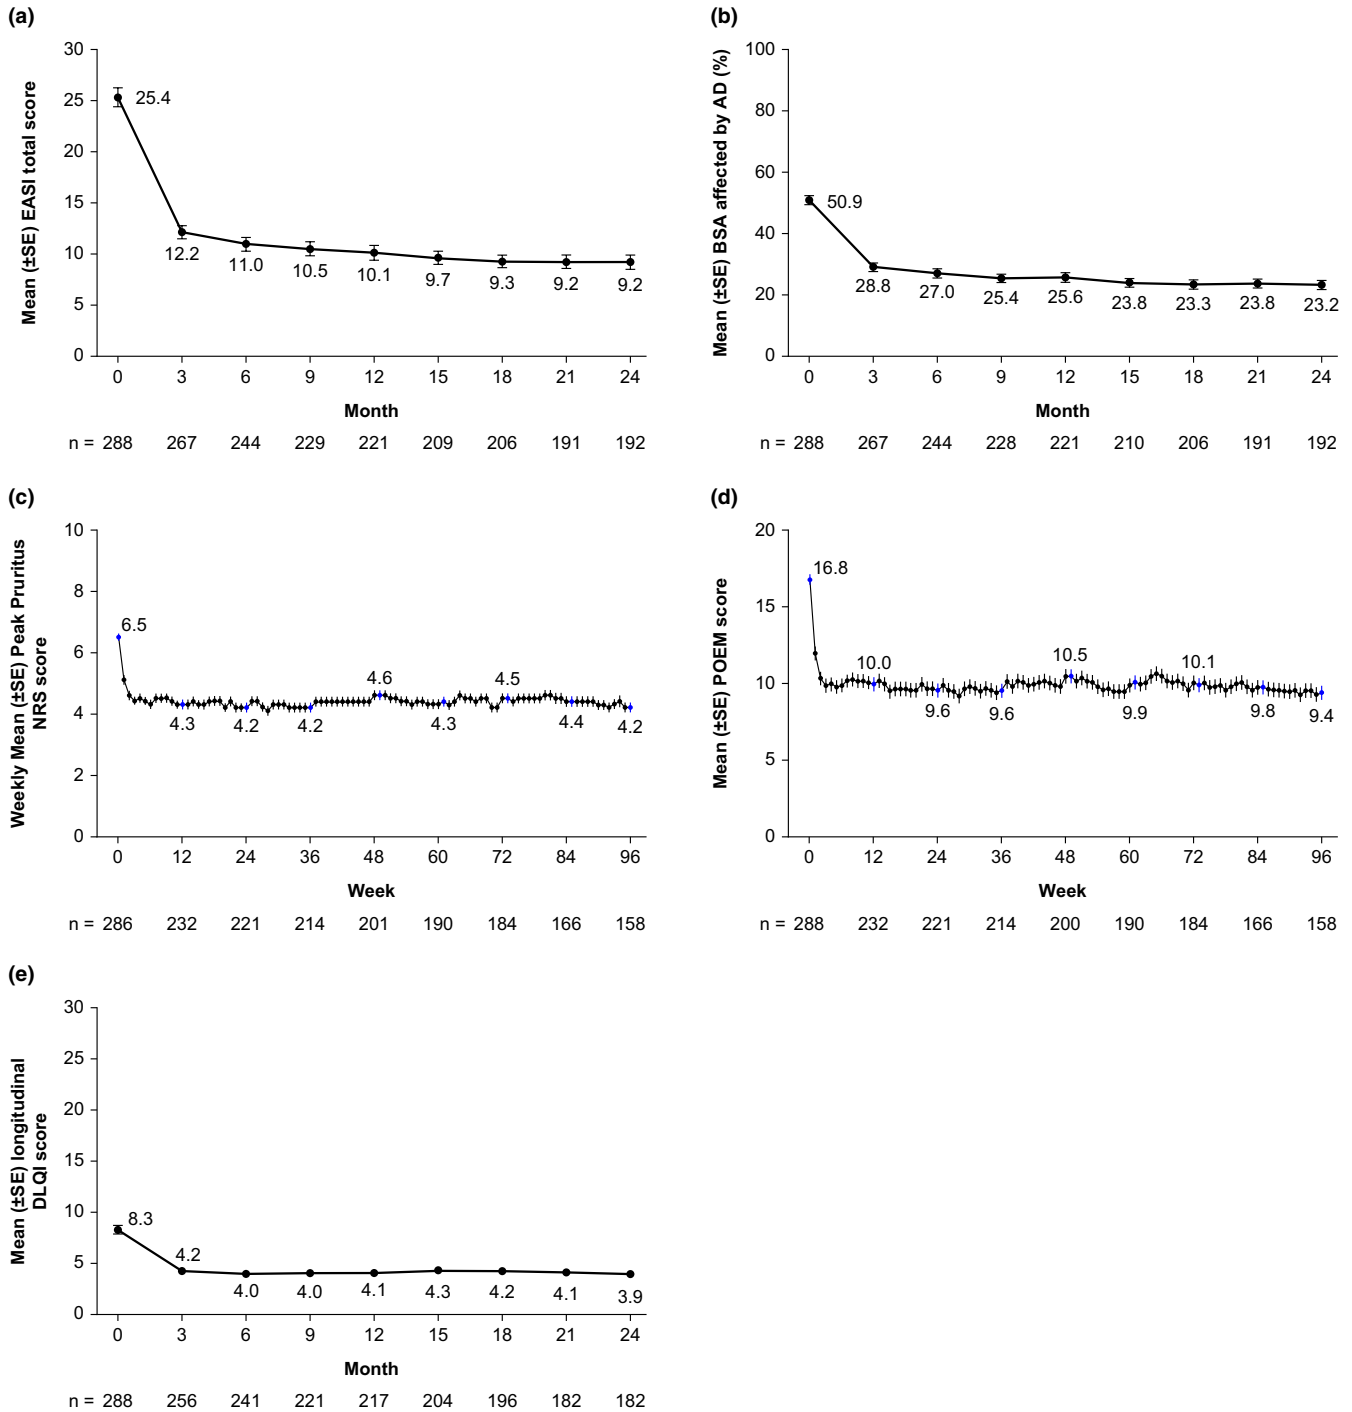 (a)
Mean (±SE) EASI total score
30
25
20
15
10
5
0
25.4
12.2
11.0
10.5
10.1
9.7
9.3
9.2
9.2
0 3 6 9 12 15 18 21 24
Month
n = 288 267 244 229 221 209 206 191 192
(b)
Mean (±SE) BSA affected by AD (%)
100
80
60
40
20
0
50.9
28.8
27.0
25.4
25.6
23.8
23.3
23.8
23.2
0 3 6 9 12 15 18 21 24
Month
n = 288 267 244 228 221 210 206 191 192
(c)
Weekly Mean (±SE) Peak Pruritus
NRS score
10
8
6
4
2
0
6.5
4.3
4.2
4.2
4.6
4.3
4.5
4.4
4.2
0 12 24 36 48 60 72 84 96
Week
n = 286 232 221 214 201 190 184 166 158
(d)
Mean (±SE) POEM score
20
15
10
5
0
16.8
10.0
9.6
9.6
10.5
9.9
10.1
9.8
9.4
0 12 24 36 48 60 72 84 96
Week
n = 288 232 221 214 200 190 184 166 158
(e)
Mean (±SE) longitudinal
DLQI score
30
25
20
15
10
5
0
8.3
4.2
4.0
4.0
4.1
4.3
4.2
4.1
3.9
0 3 6 9 12 15 18 21 24
Month
n = 288 256 241 221 217 204 196 182 182